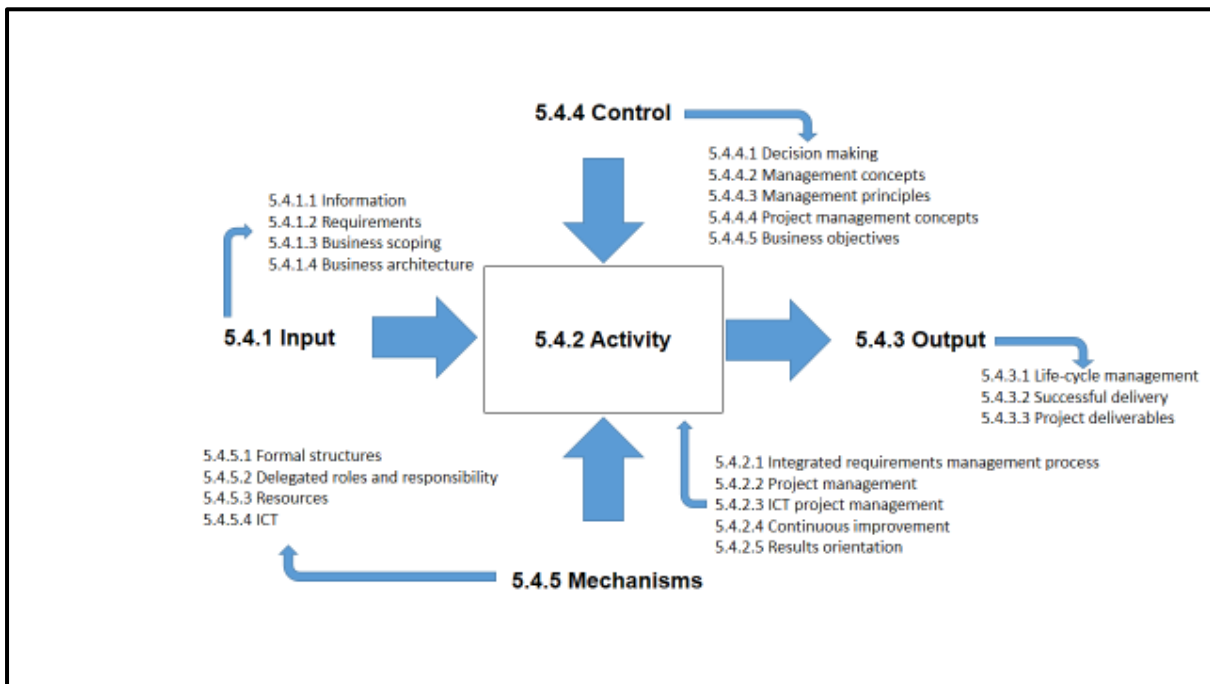 5.4.4 Control
5.4.4.1 Decision making
5.4.4.2 Management concepts
5.4.4.3 Management principles
5.4.4.4 Project management concepts
5.4.4.5 Business objectives
5.4.1.1 Information
5.4.1.2 Requirements
5.4.1.3 Business scoping
5.4.1.4 Business architecture
5.4.1 Input
5.4.2 Activity
5.4.3 Output
5.4.3.1 Life-cycle management
5.4.3.2 Successful delivery
5.4.3.3 Project deliverables
5.4.5.1 Formal structures
5.4.5.2 Delegated roles and responsibility
5.4.5.3 Resources
5.4.5.4 ICT
5.4.2.1 Integrated requirements management process
5.4.2.2 Project management
5.4.2.3 ICT project management
5.4.2.4 Continuous improvement
5.4.2.5 Results orientation
5.4.5 Mechanisms